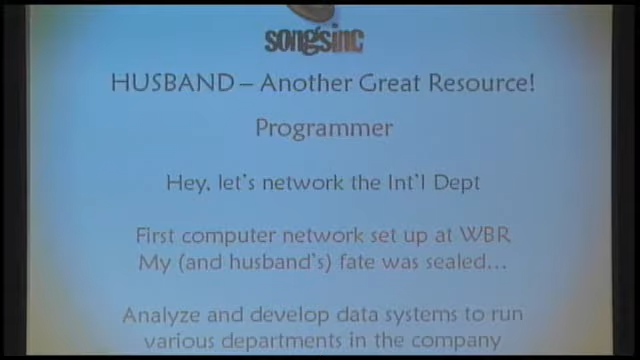 songsinc
HUSBAND – Another Great Resource!
Programmer
Hey, let's network the Int'l Dept
First computer network set up at WBR
My (and husband's) fate was sealed...
Analyze and develop data systems to run
various departments in the company